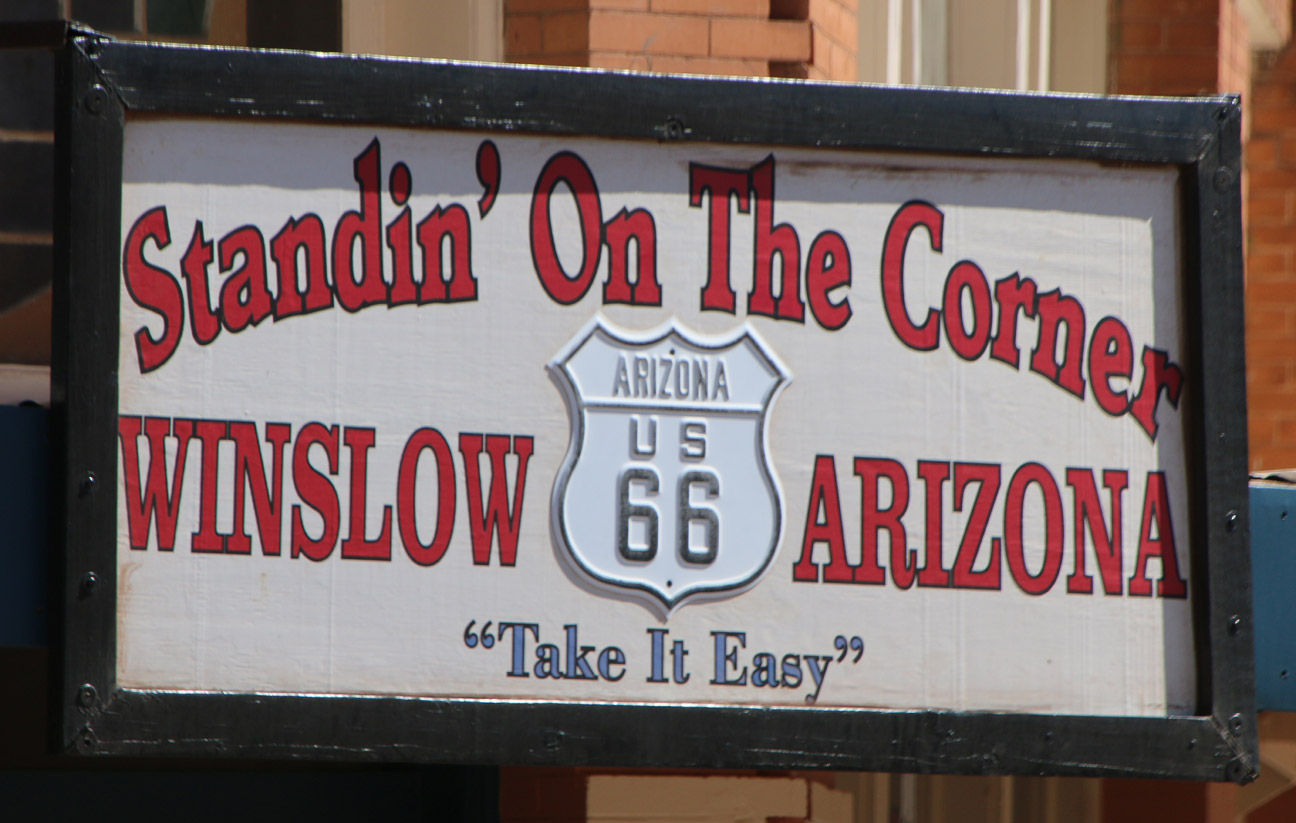 Standin’ On The Corner
ARIZONA
US
66
WINSLOW ARIZONA
“Take It Easy”